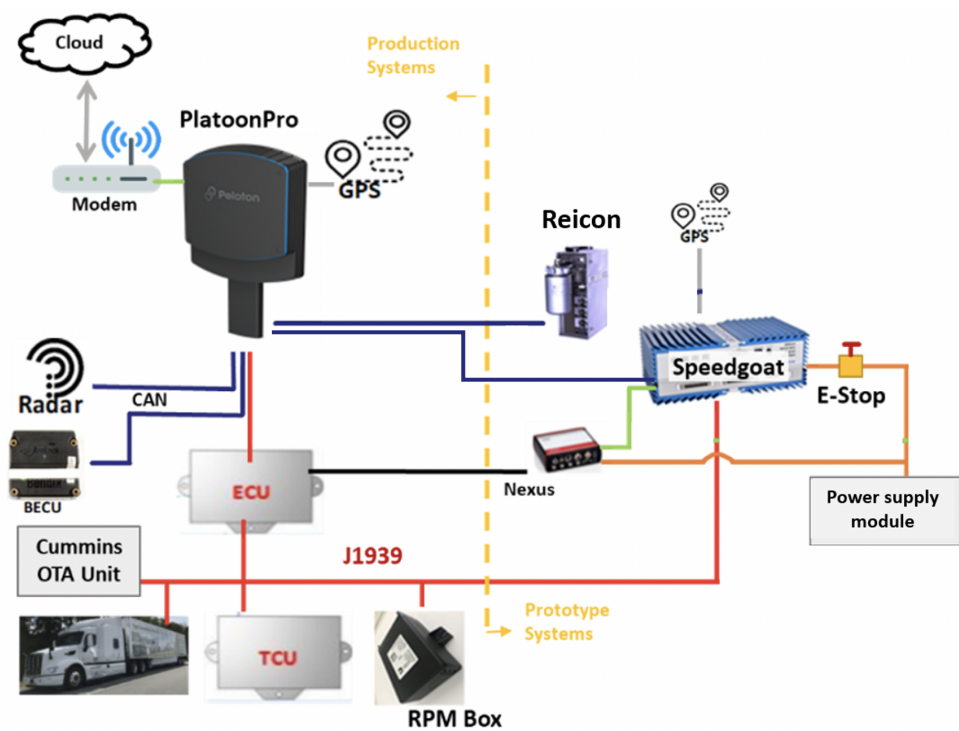 Cloud
Production
Systems
PlatoonPro
Peloton
GPS
Modem
Reicon
GPS
Speedgoat
E-Stop
Radar
CAN
BECU
ECU
Nexus
Power supply
module
Cummins
OTA Unit
J1939
Prototype
Systems
TCU
RPM Box